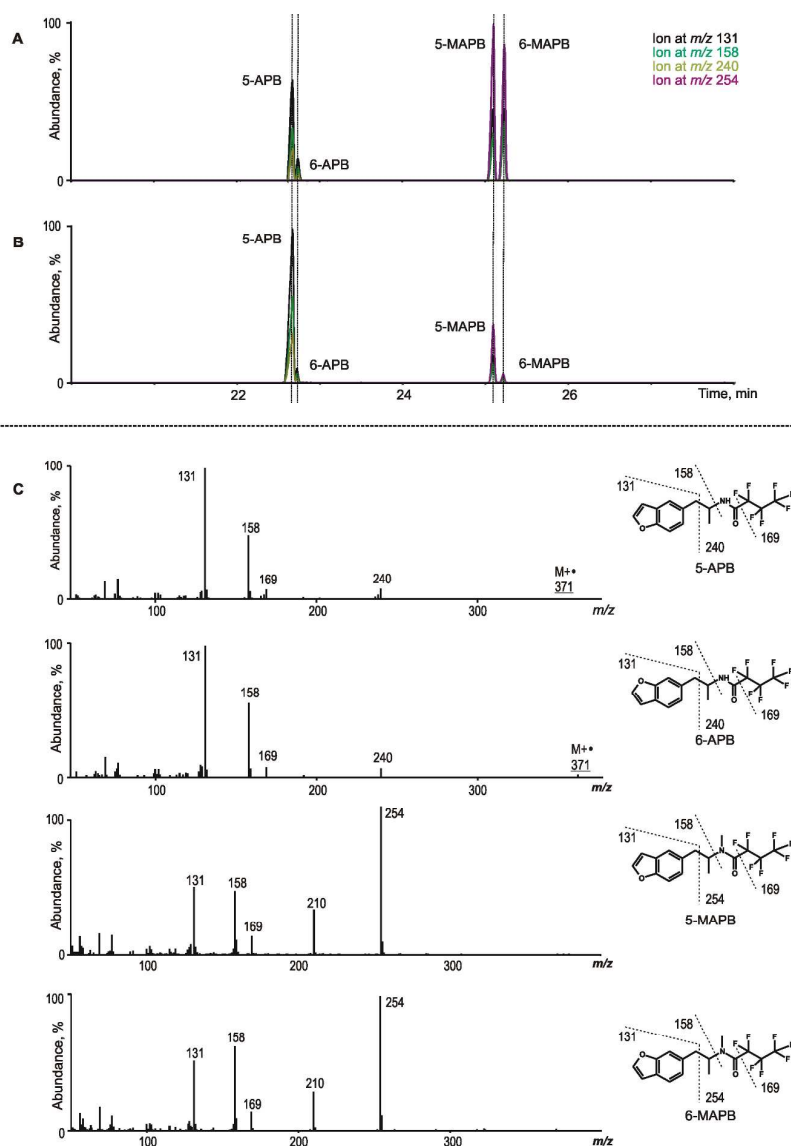 A
Abundance, %
100
0
5-APB
6-APB
5-MAPB
6-MAPB
Ion at m/z 131
Ion at m/z 158
Ion at m/z 240
Ion at m/z 254
B
Abundance, %
100
0
5-APB
6-APB
5-MAPB
6-MAPB
22
24
26
Time, min
C
Abundance, %
100
0
131
158
169
240
M+•
371
100
200
300
m/z
131
158
NH
O
F F F F F F F
240
169
5-APB
Abundance, %
100
0
131
158
169
240
M+•
371
100
200
300
m/z
131
158
NH
O
O
F F F F F F F
240
169
6-APB
Abundance, %
100
0
131
158
169
210
254
100
200
300
m/z
131
158
N
O
O
F F F F F F F
254
169
5-MAPB
Abundance, %
100
0
131
158
169
210
254
100
200
300
m/z
131
158
N
O
O
F F F F F F F
254
169
6-MAPB